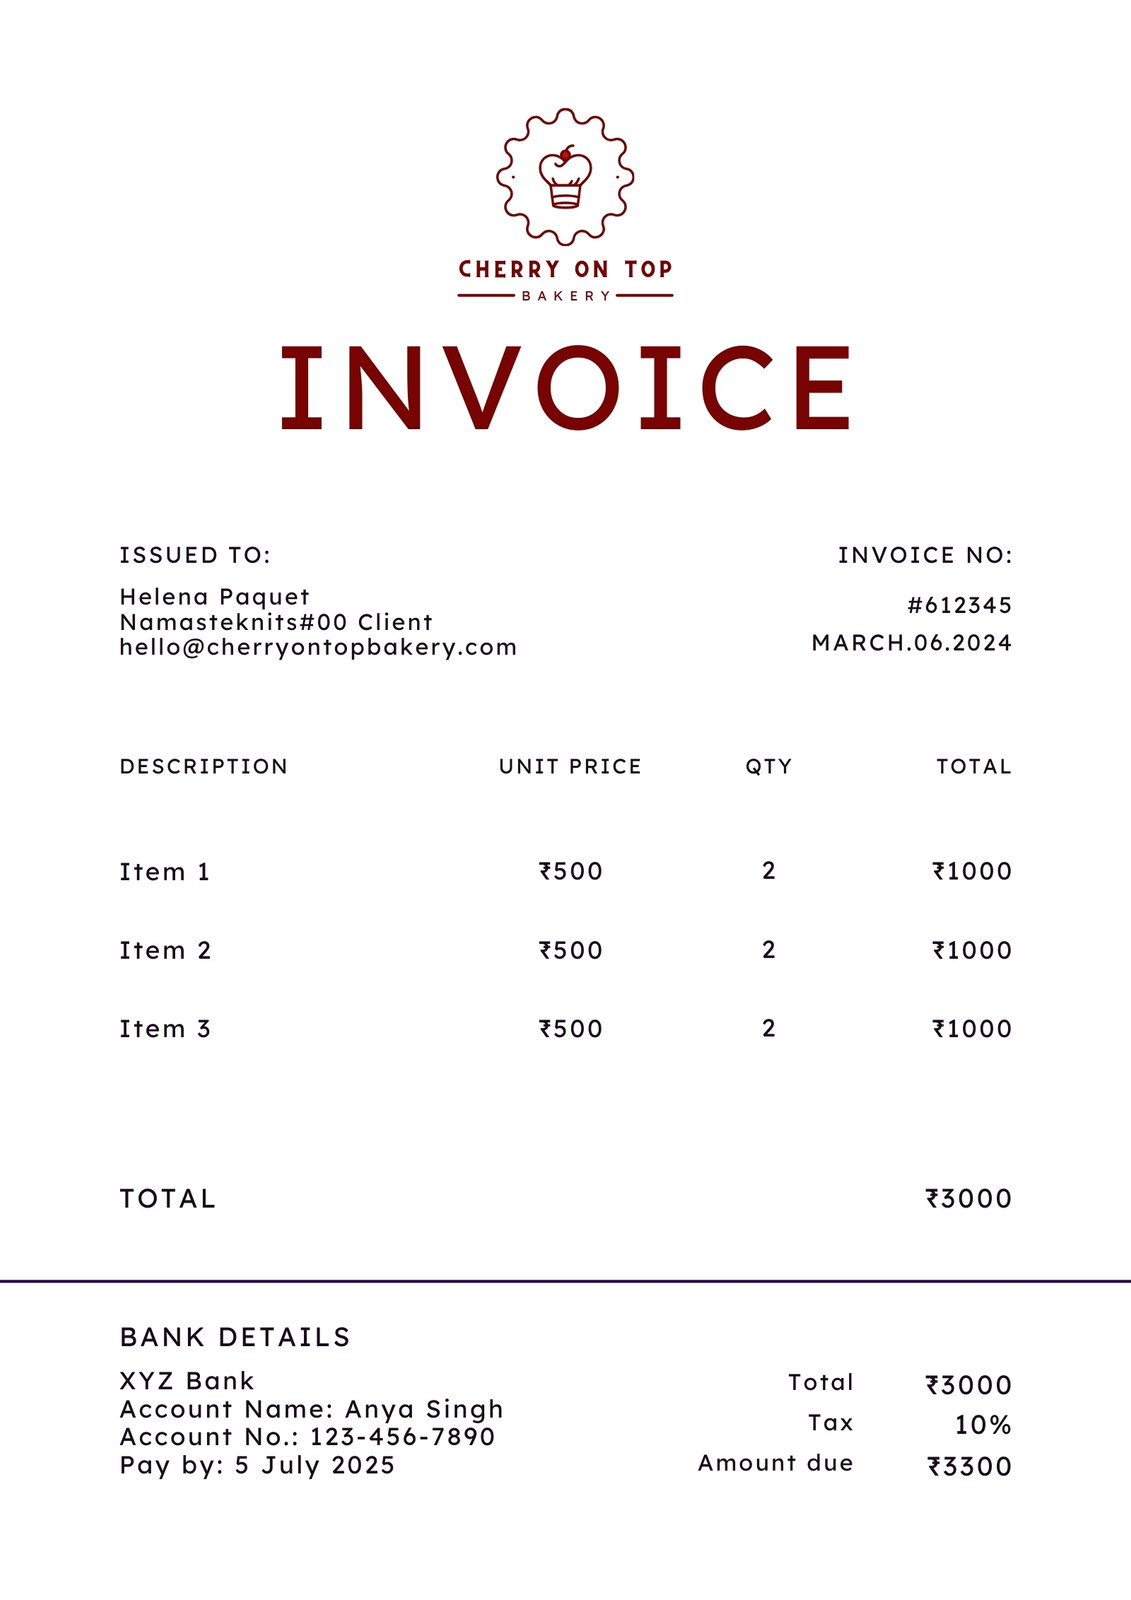 CHERRY ON TOP
BAKERY
INVOICE
ISSUED TO:
Helena Paquet
Namasteknits#00 Client
hello@cherryontopbakery.com
INVOICE NO:
#612345
MARCH.06.2024
DESCRIPTION UNIT PRICE QTY TOTAL
Item 1 ₹500 2 ₹1000
Item 2 ₹500 2 ₹1000
Item 3 ₹500 2 ₹1000
TOTAL ₹3000
BANK DETAILS
XYZ Bank
Account Name: Anya Singh
Account No.: 123-456-7890
Pay by: 5 July 2025
Total ₹3000
Tax 10%
Amount due ₹3300